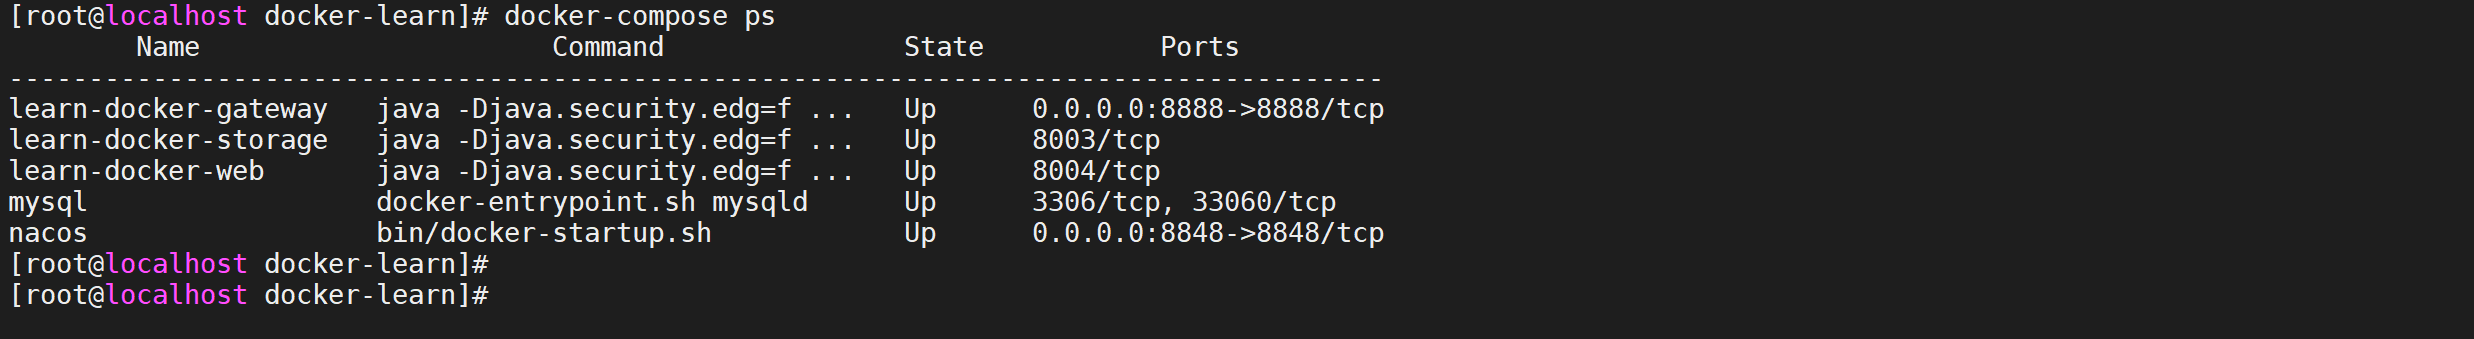 [root@localhost docker-learn]# docker-compose ps
        Name                      Command               State           Ports
--------------------------------------------------------------------------------------
learn-docker-gateway   java -Djava.security.edg=f ...   Up      0.0.0.0:8888->8888/tcp
learn-docker-storage   java -Djava.security.edg=f ...   Up      8003/tcp
learn-docker-web       java -Djava.security.edg=f ...   Up      8004/tcp
mysql                  docker-entrypoint.sh mysqld      Up      3306/tcp, 33060/tcp
nacos                  bin/docker-startup.sh            Up      0.0.0.0:8848->8848/tcp
[root@localhost docker-learn]#
[root@localhost docker-learn]#